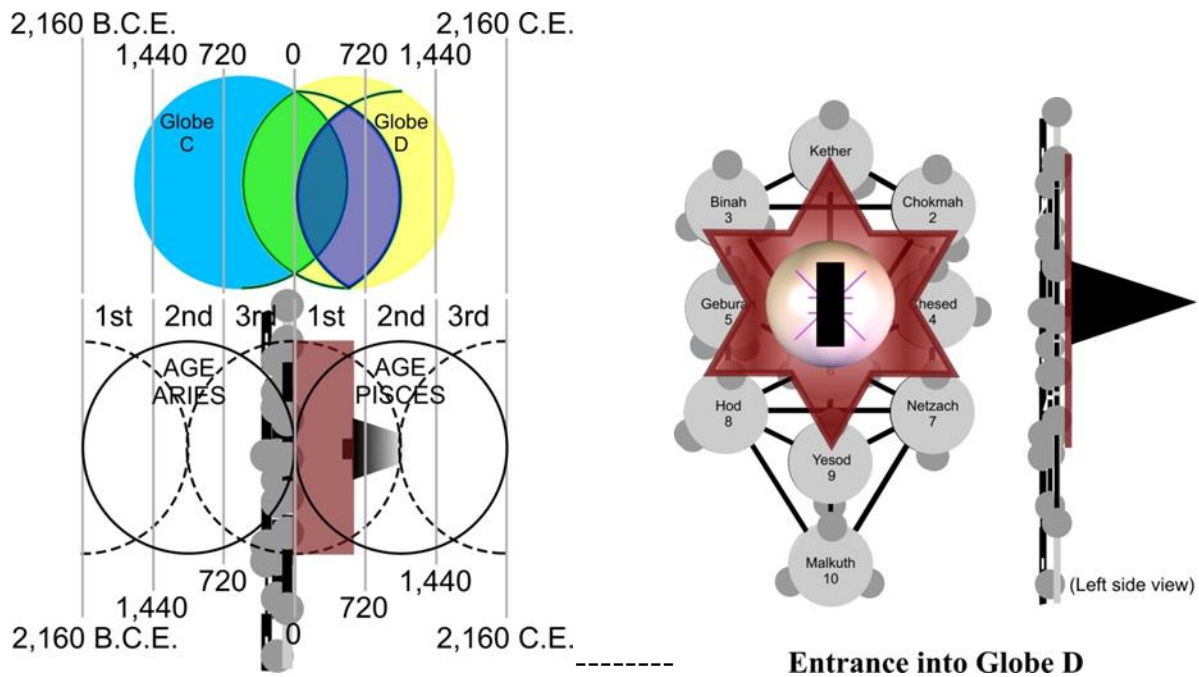 2,160 B.C.E.
2,160 C.E.
1,440 720 0 720 1,440
Globe
C
Globe
D
1st 2nd 3rd 1st 2nd 3rd
AGE
ARIES
AGE
PISCES
720
720
1,440
1,440
2,160 B.C.E.
0
2,160 C.E.
Kether
Binah
3
Chokmah
2
Geburah
5
Chesed
4
6
Hod
8
Netzach
7
Yesod
9
Malkuth
10
(Left side view)
Entrance into Globe D